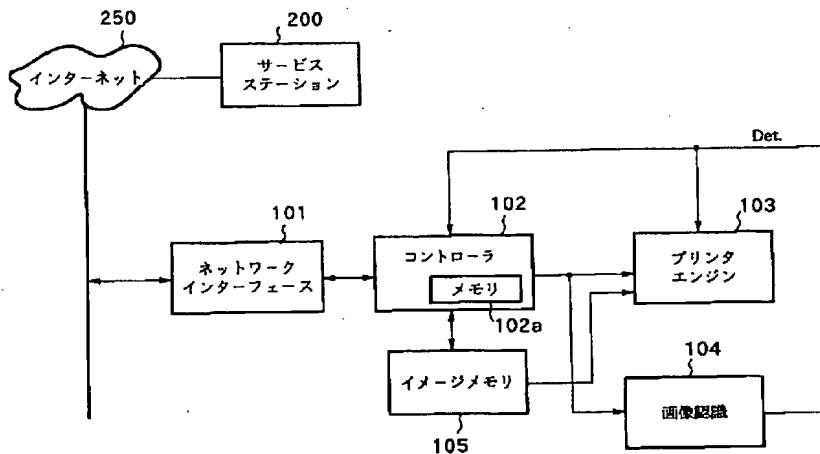 250
200
インターネット
サービス
ステーション
Det.
101
102
103
ネットワーク
インターフェース
コントローラ
メモリ
プリンタ
エンジン
102a
104
イメージメモリ
画像認識
105